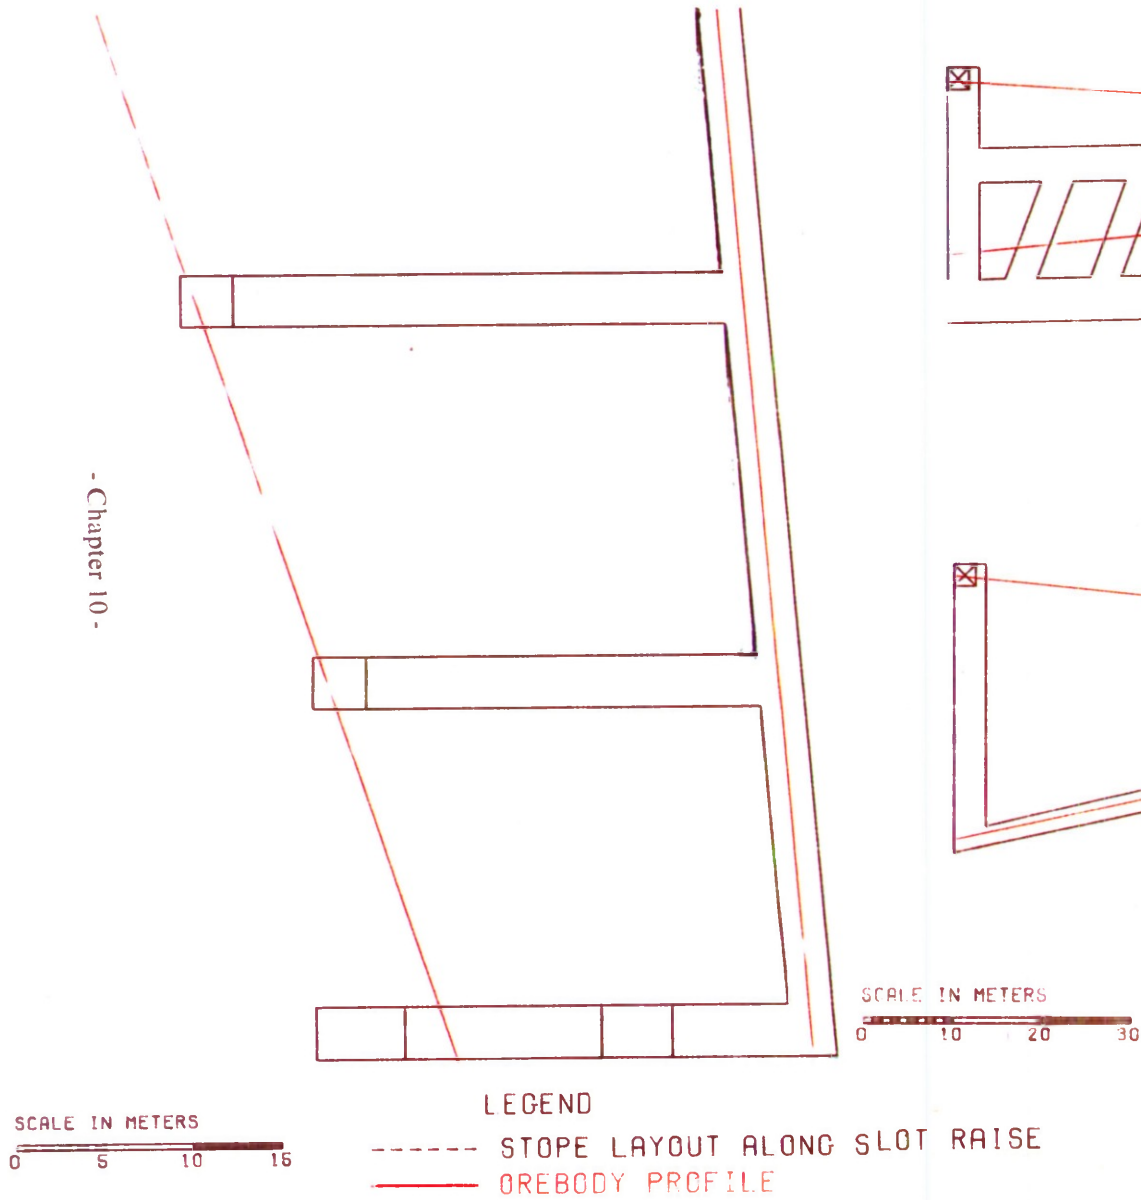 - Chapter 10 -
SCALE IN METERS
0 10 20 30
LEGEND
SCALE IN METERS
0 5 10 15
STOPE LAYOUT ALONG SLOT RAISE
OREBODY PROFILE